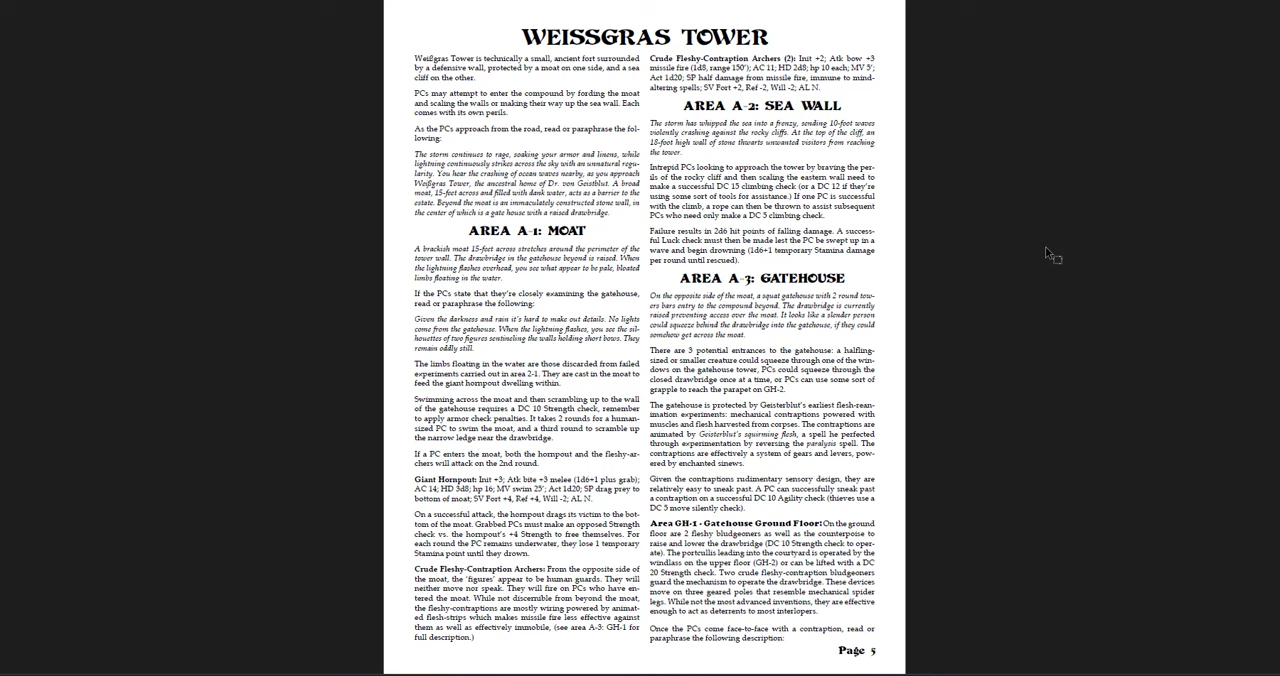 WEISSGRAS TOWER
Weißgras Tower is technically a small, ancient fort surrounded
by a defensive wall, protected by a moat on one side, and a sea
cliff on the other.
PCs may attempt to enter the compound by fording the moat
and scaling the walls or making their way up the sea wall. Each
comes with its own perils.
As the PCs approach from the road, read or paraphrase the fol-
lowing:
The storm continues to rage, soaking your armor and linens, while
lightning continuously strikes across the sky with an unnatural regu-
larity. You hear the crashing of ocean waves nearby, as you approach
Weißgras Tower, the ancestral home of Dr. von Geistblut. A broad
moat, 15-feet across and filled with dank water, acts as a barrier to the
estate. Beyond the moat is an immaculately constructed stone wall, in
the center of which is a gate house with a raised drawbridge.
AREA A-1: MOAT
A brackish moat 15-feet across stretches around the perimeter of the
tower wall. The drawbridge in the gatehouse beyond is raised. When
the lightning flashes overhead, you see what appear to be pale, bloated
limbs floating in the water.
If the PCs state that they're closely examining the gatehouse,
read or paraphrase the following:
Given the darkness and rain it's hard to make out details. No lights
come from the gatehouse. When the lightning flashes, you see the sil-
houettes of two figures sentineling the walls holding short bows. They
remain oddly still.
The limbs floating in the water are those discarded from failed
experiments carried out in area 2-1. They are cast in the moat to
feed the giant hornpout dwelling within.
Swimming across the moat and then scrambling up to the wall
of the gatehouse requires a DC 10 Strength check, remember
to apply armor check penalties. It takes 2 rounds for a human-
sized PC to swim the moat, and a third round to scramble up
the narrow ledge near the drawbridge.
If a PC enters the moat, both the hornpout and the fleshy-ar-
chers will attack on the 2nd round.
Giant Hornpout: Init +3; Atk bite +3 melee (1d6+1 plus grab);
AC 14; HD 3d8; hp 16; MV swim 25'; Act 1d20; SP drag prey to
bottom of moat; SV Fort +4, Ref +4, Will -2; AL N.
On a successful attack, the hornpout drags its victim to the bot-
tom of the moat. Grabbed PCs must make an opposed Strength
check vs. the hornpout's +4 Strength to free themselves. For
each round the PC remains underwater, they lose 1 temporary
Stamina point until they drown.
Crude Fleshy-Contraption Archers: From the opposite side of
the moat, the 'figures' appear to be human guards. They will
neither move nor speak. They will fire on PCs who have en-
tered the moat. While not discernible from beyond the moat,
the fleshy-contraptions are mostly wiring powered by animat-
ed flesh-strips which makes missile fire less effective against
them as well as effectively immobile, (see area A-3: GH-1 for
full description.)
Crude Fleshy-Contraption Archers (2): Init +2; Atk bow +3
missile fire (1d8, range 150'); AC 11; HD 2d8; hp 10 each; MV 5';
Act 1d20; SP half damage from missile fire, immune to mind-
altering spells; SV Fort +2, Ref -2, Will -2; AL N.
AREA A-2: SEA WALL
The storm has whipped the sea into a frenzy, sending 10-foot waves
violently crashing against the rocky cliffs. At the top of the cliff, an
18-foot high wall of stone thwarts unwanted visitors from reaching
the tower.
Intrepid PCs looking to approach the tower by braving the per-
ils of the rocky cliff and then scaling the eastern wall need to
make a successful DC 15 climbing check (or a DC 12 if they're
using some sort of tools for assistance.) If one PC is successful
with the climb, a rope can then be thrown to assist subsequent
PCs who need only make a DC 5 climbing check.
Failure results in 2d6 hit points of falling damage. A success-
ful Luck check must then be made lest the PC be swept up in a
wave and begin drowning (1d6+1 temporary Stamina damage
per round until rescued).
AREA A-3: GATEHOUSE
On the opposite side of the moat, a squat gatehouse with 2 round tow-
ers bars entry to the compound beyond. The drawbridge is currently
raised preventing access over the moat. It looks like a slender person
could squeeze behind the drawbridge into the gatehouse, if they could
somehow get across the moat.
There are 3 potential entrances to the gatehouse: a halfling-
sized or smaller creature could squeeze through one of the win-
dows on the gatehouse tower, PCs could squeeze through the
closed drawbridge once at a time, or PCs can use some sort of
grapple to reach the parapet on GH-2.
The gatehouse is protected by Geisterblut's earliest flesh-rean-
imation experiments: mechanical contraptions powered with
muscles and flesh harvested from corpses. The contraptions are
animated by Geisterblut's squirming flesh, a spell he perfected
through experimentation by reversing the paralysis spell. The
contraptions are effectively a system of gears and levers, pow-
ered by enchanted sinews.
Given the contraptions rudimentary sensory design, they are
relatively easy to sneak past. A PC can successfully sneak past
a contraption on a successful DC 10 Agility check (thieves use a
DC 5 move silently check).
Area GH-1 - Gatehouse Ground Floor: On the ground
floor are 2 fleshy bludgeoners as well as the counterpoise to
raise and lower the drawbridge (DC 10 Strength check to oper-
ate). The portcullis leading into the courtyard is operated by the
windlass on the upper floor (GH-2) or can be lifted with a DC
20 Strength check. Two crude fleshy-contraption bludgeoners
guard the mechanism to operate the drawbridge. These devices
move on three geared poles that resemble mechanical spider
legs. While not the most advanced inventions, they are effective
enough to act as deterrents to most interlopers.
Once the PCs come face-to-face with a contraption, read or
paraphrase the following description:
Page 5